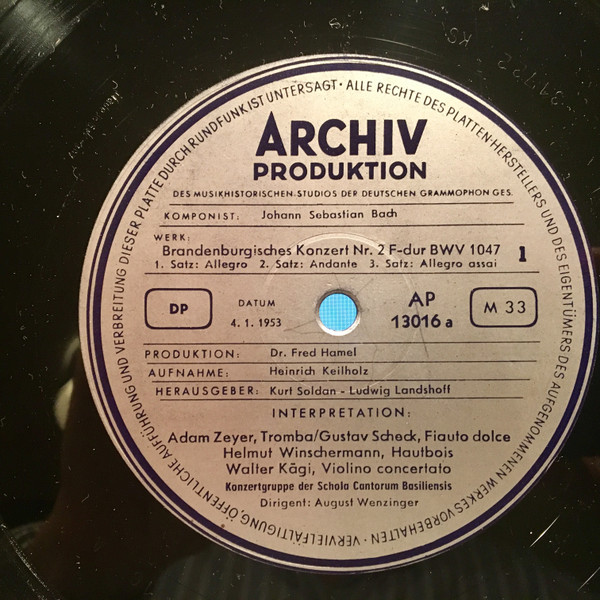 VERVIELFÄLTIGUNG, ÖFFENTLICHE AUFFÜHRUNG UND VERBREITUNG DIESER PLATTE DURCH RUNDFUNK IST UNTERSAGT · ALLE RECHTE DES PLATTEN-HERSTELLERS UND DES EIGENTÜMERS DES AUFGENOMMENEN WERKES VORBEHALTEN ·
ARCHIV
PRODUKTION
DES MUSIKHISTORISCHEN STUDIOS DER DEUTSCHEN GRAMMOPHON GES.
KOMPONIST: Johann Sebastian Bach
WERK:
Brandenburgisches Konzert Nr. 2 F-dur BWV 1047 1
1. Satz: Allegro 2. Satz: Andante 3. Satz: Allegro assai
DP DATUM AP M 33
4. 1. 1953 13016 a
PRODUKTION: Dr. Fred Hamel
AUFNAHME: Heinrich Keilholz
HERAUSGEBER: Kurt Soldan - Ludwig Landshoff
INTERPRETATION:
Adam Zeyer, Tromba/Gustav Scheck, Flauto dolce
Helmut Winschermann, Hautbois
Walter Kägi, Violino concertato
Konzertgruppe der Schola Cantorum Basiliensis
Dirigent: August Wenzinger